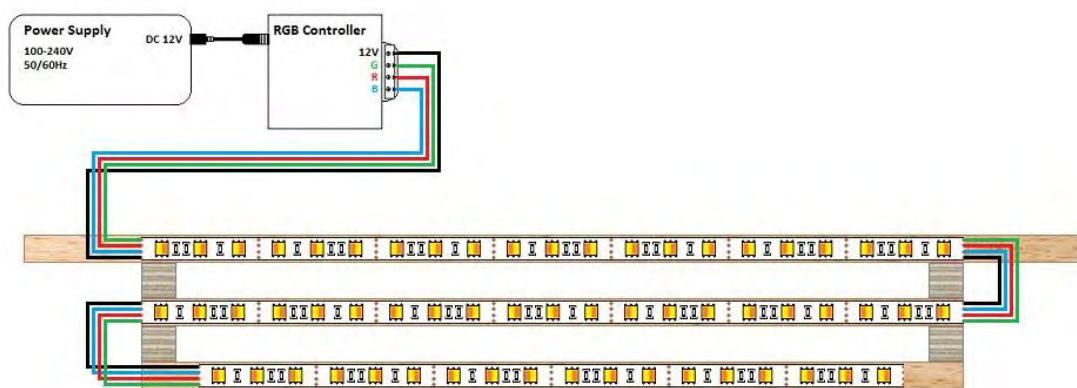 Power Supply
100-240V
50/60Hz
DC 12V
RGB Controller
12V
G
R
B